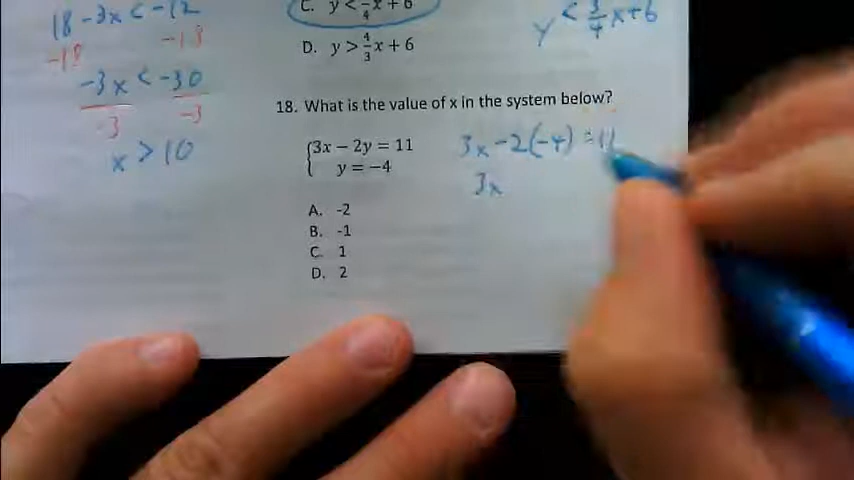 18-3x<-12
-18 -18
-3x<-30
-3 -3
x>10
D. y>4/3x+6
y<3/4x+6
18. What is the value of x in the system below?
3x-2y=11
y=-4
3x-2(-4)=11
3x
A. -2
B. -1
C. 1
D. 2